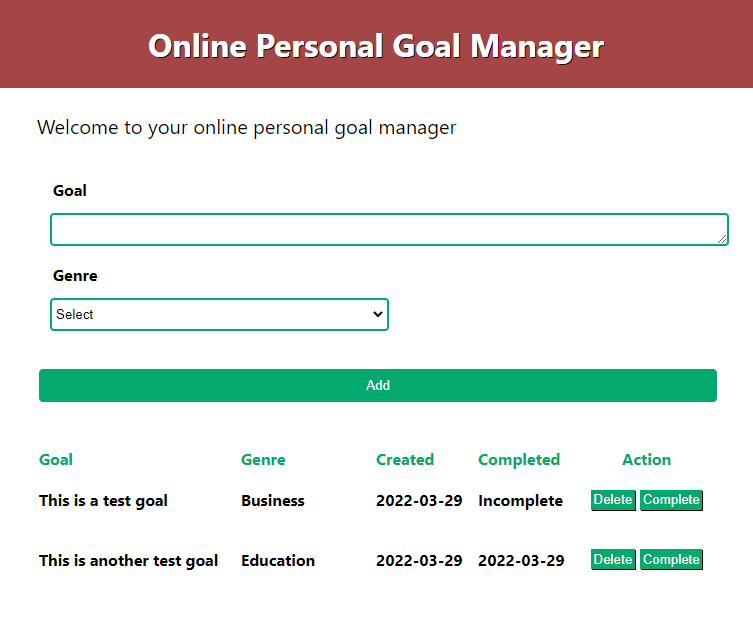 Online Personal Goal Manager
Welcome to your online personal goal manager
Goal
Genre
Select
Add
Goal Genre Created Completed Action
This is a test goal Business 2022-03-29 Incomplete Delete Complete
This is another test goal Education 2022-03-29 2022-03-29 Delete Complete